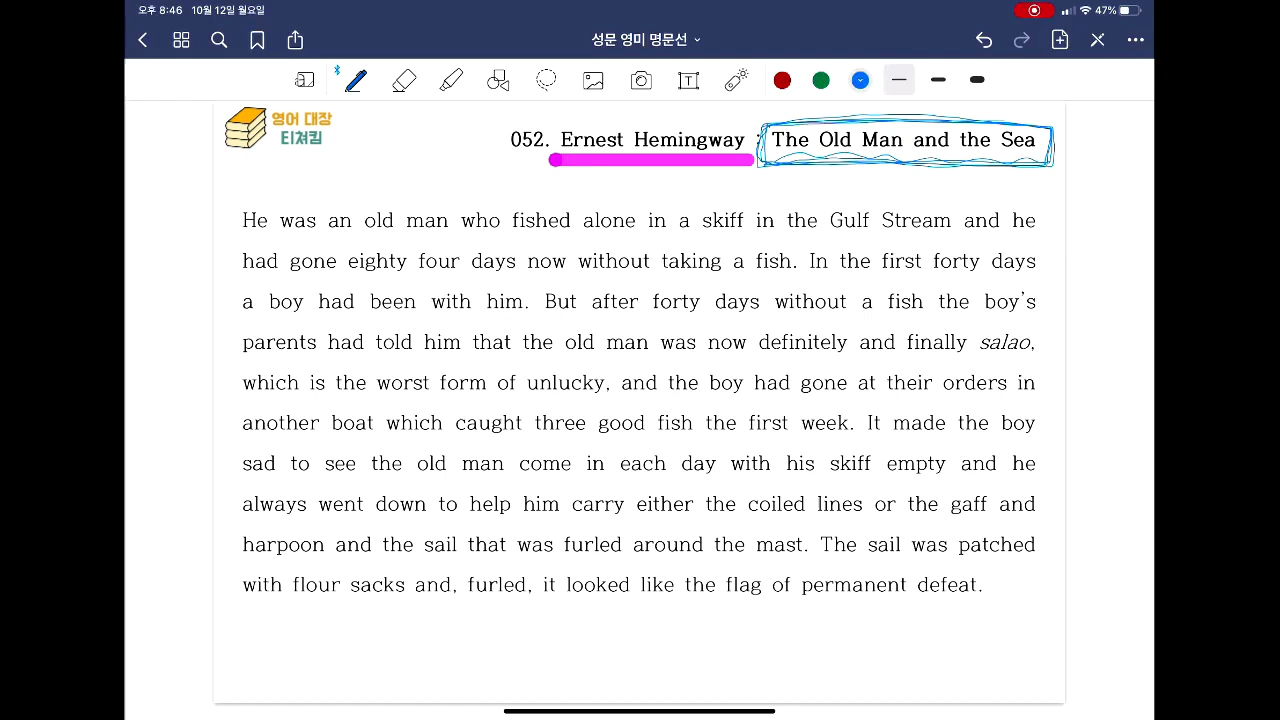 오후 8:46 10월 12일 월요일
47%
성문 영미 명문선
영어 대장
티쳐킴
052. Ernest Hemingway : The Old Man and the Sea
He was an old man who fished alone in a skiff in the Gulf Stream and he
had gone eighty four days now without taking a fish. In the first forty days
a boy had been with him. But after forty days without a fish the boy's
parents had told him that the old man was now definitely and finally salao,
which is the worst form of unlucky, and the boy had gone at their orders in
another boat which caught three good fish the first week. It made the boy
sad to see the old man come in each day with his skiff empty and he
always went down to help him carry either the coiled lines or the gaff and
harpoon and the sail that was furled around the mast. The sail was patched
with flour sacks and, furled, it looked like the flag of permanent defeat.